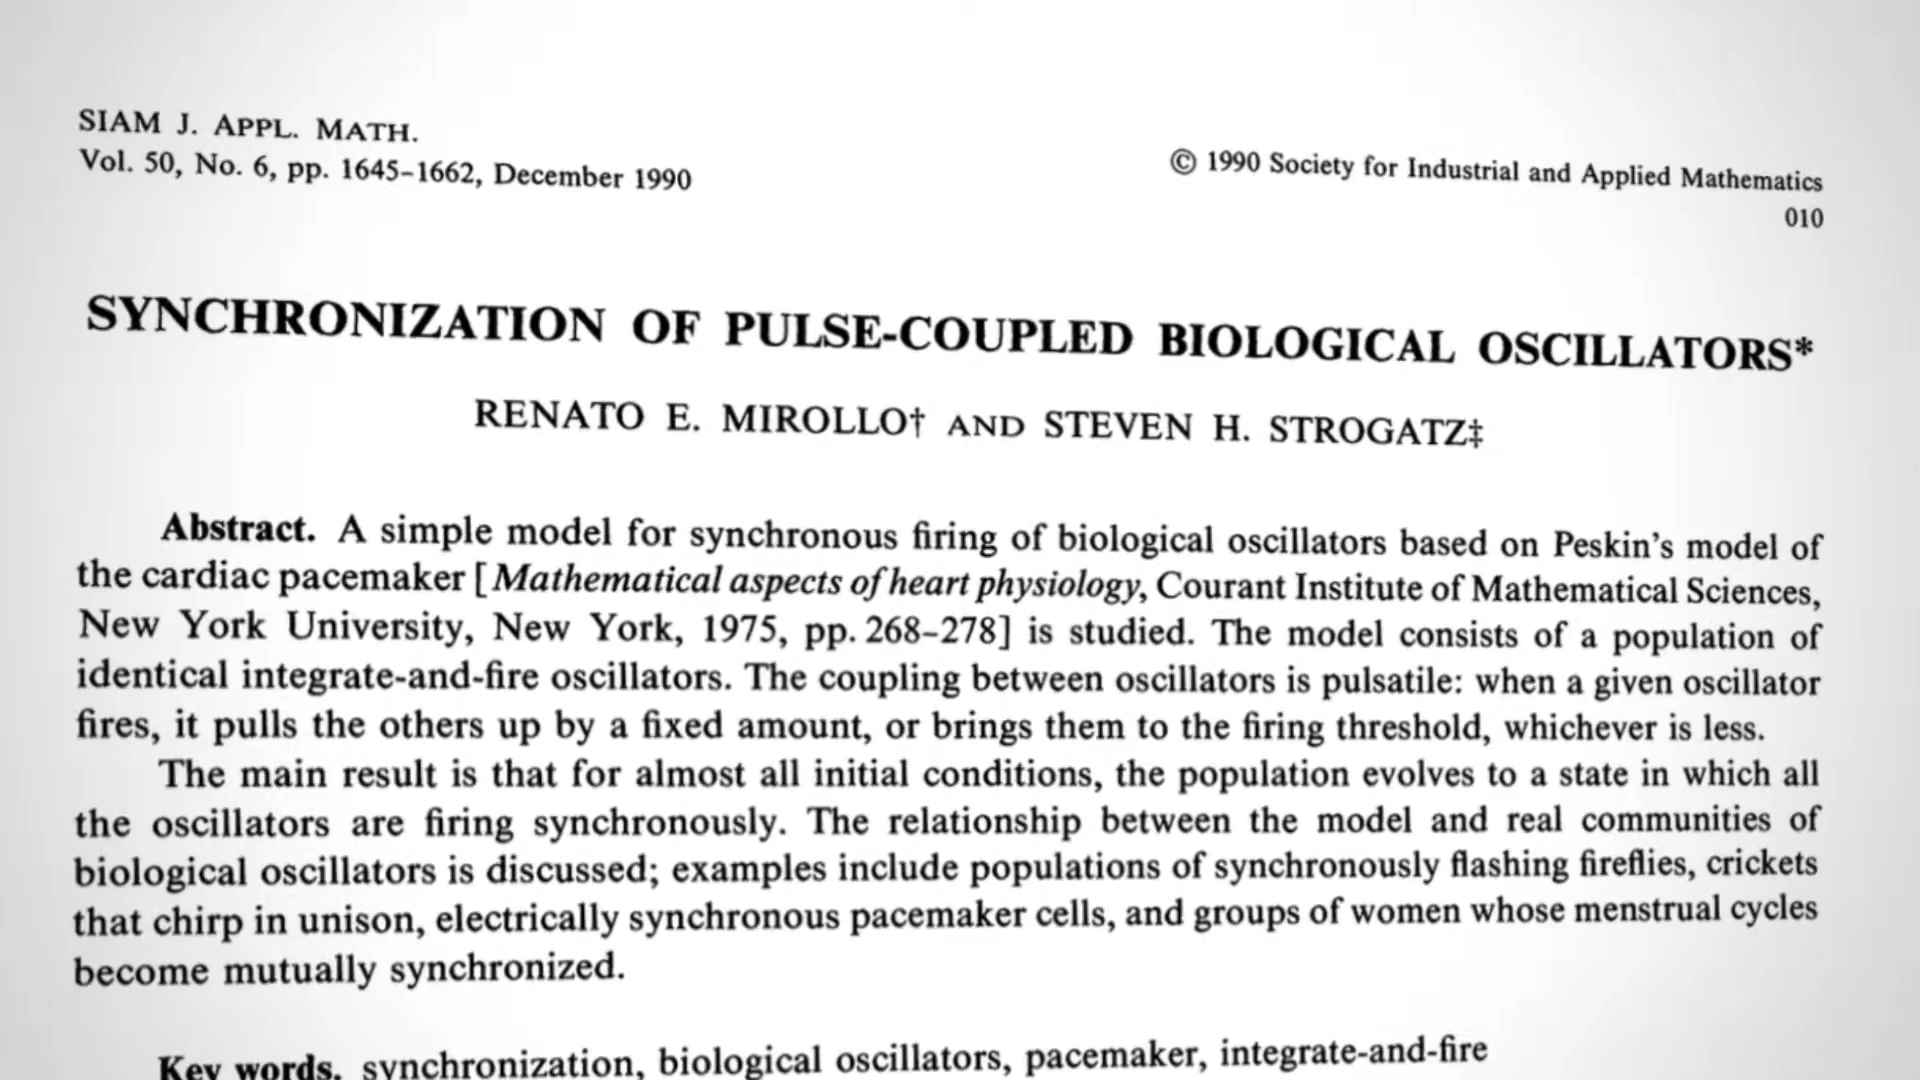 SIAM J. APPL. MATH.
Vol. 50, No. 6, pp. 1645–1662, December 1990
© 1990 Society for Industrial and Applied Mathematics
010
SYNCHRONIZATION OF PULSE-COUPLED BIOLOGICAL OSCILLATORS*
RENATO E. MIROLLO† AND STEVEN H. STROGATZ‡
Abstract. A simple model for synchronous firing of biological oscillators based on Peskin's model of
the cardiac pacemaker [Mathematical aspects of heart physiology, Courant Institute of Mathematical Sciences,
New York University, New York, 1975, pp. 268–278] is studied. The model consists of a population of
identical integrate-and-fire oscillators. The coupling between oscillators is pulsatile: when a given oscillator
fires, it pulls the others up by a fixed amount, or brings them to the firing threshold, whichever is less.
The main result is that for almost all initial conditions, the population evolves to a state in which all
the oscillators are firing synchronously. The relationship between the model and real communities of
biological oscillators is discussed; examples include populations of synchronously flashing fireflies, crickets
that chirp in unison, electrically synchronous pacemaker cells, and groups of women whose menstrual cycles
become mutually synchronized.
Key words. synchronization, biological oscillators, pacemaker, integrate-and-fire